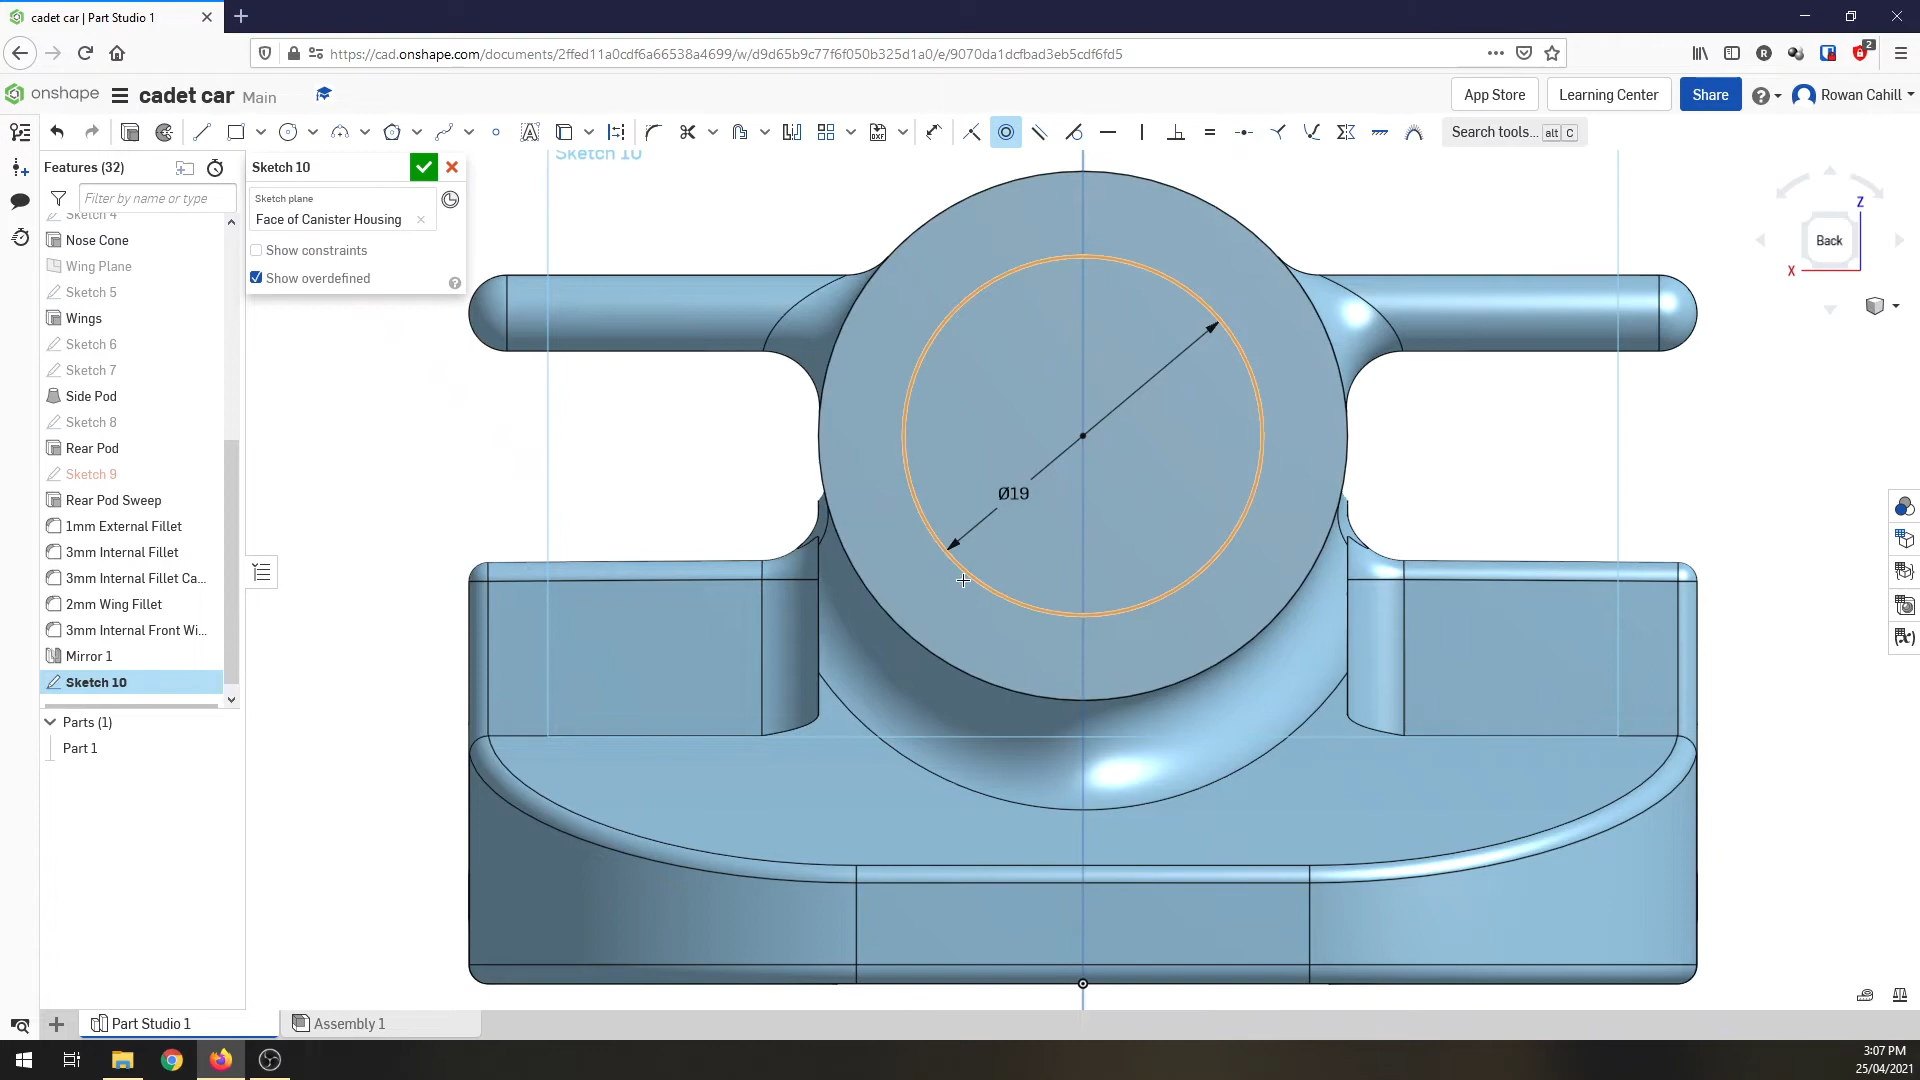 cadet car | Part Studio 1
https://cad.onshape.com/documents/2ffed11a0cdf6a66538a4699/w/d9d65b9c77f6f050b325d1a0/e/9070da1dcfbad3eb5cdf6fd5
R
2
onshape
cadet car Main
App Store
Learning Center
Share
Rowan Cahill
Search tools... alt C
Features (32)
Filter by name or type
Sketch 4
Nose Cone
Wing Plane
Sketch 5
Wings
Sketch 6
Sketch 7
Side Pod
Sketch 8
Rear Pod
Sketch 9
Rear Pod Sweep
1mm External Fillet
3mm Internal Fillet
3mm Internal Fillet Ca...
2mm Wing Fillet
3mm Internal Front Wi...
Mirror 1
Sketch 10
Parts (1)
Part 1
Sketch 10
Sketch plane
Face of Canister Housing
Show constraints
Show overdefined
Sketch 10
Ø19
Z
Back
X
Part Studio 1
Assembly 1
3:07 PM
25/04/2021